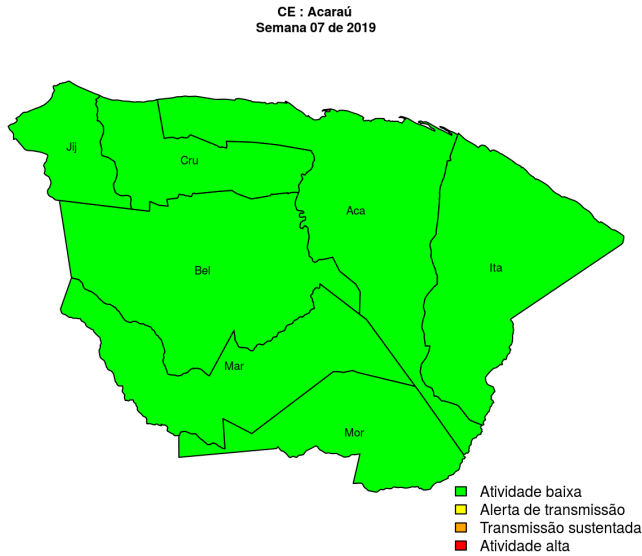 CE : Acaraú
Semana 07 de 2019
Jij
Cru
Aca
Bel
Ita
Mar
Mor
Atividade baixa
Alerta de transmissão
Transmissão sustentada
Atividade alta